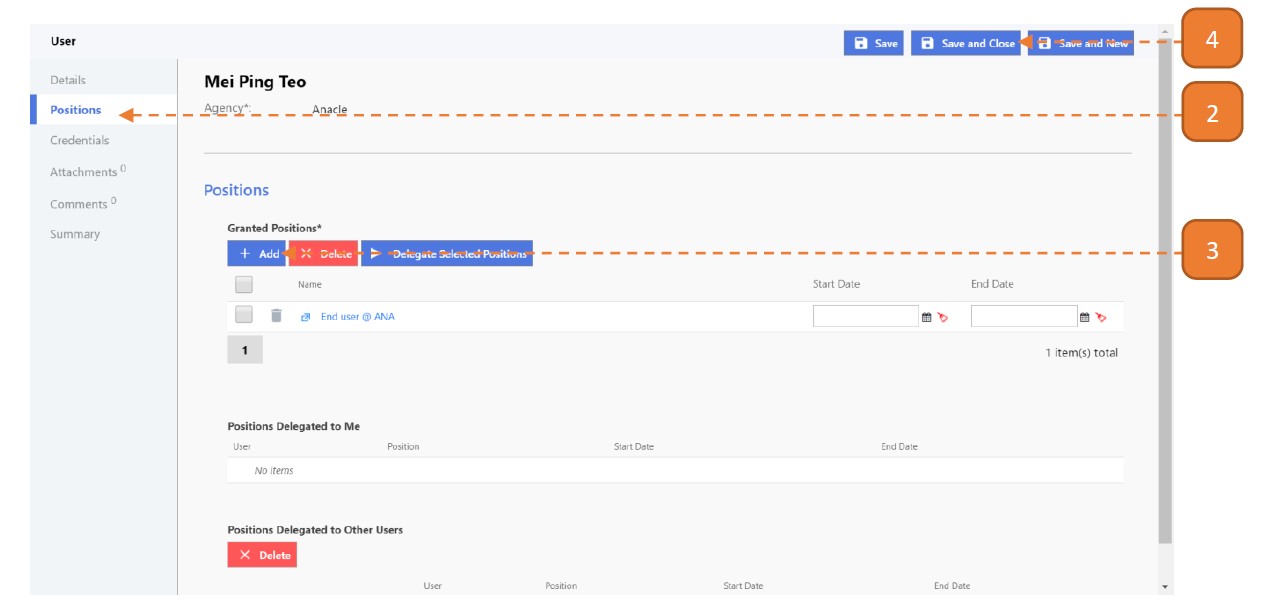 User
Save
Save and Close
Save and New
4
Details
Positions
Credentials
Attachments 0
Comments 0
Summary
Mei Ping Teo
Agency*: Anacle
2
Positions
Granted Positions*
+ Add
Delete
Delegate Selected Positions
3
Name Start Date End Date
End user @ ANA
1
1 item(s) total
Positions Delegated to Me
User Position Start Date End Date
No items
Positions Delegated to Other Users
Delete
User Position Start Date End Date